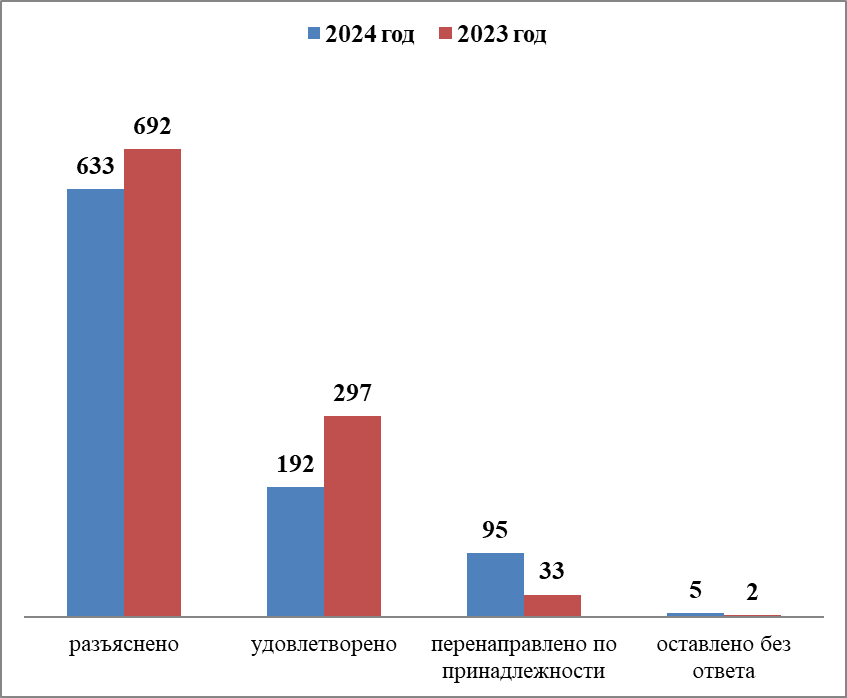 2024 год 2023 год
692
633
297
192
95
33
5
2
разъяснено
удовлетворено
перенаправлено по
принадлежности
оставлено без
ответа